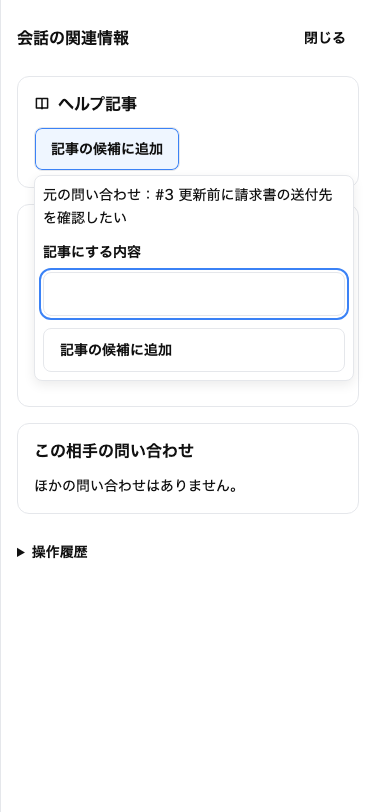 会話の関連情報
閉じる
ヘルプ記事
記事の候補に追加
元の問い合わせ：#3 更新前に請求書の送付先
を確認したい
記事にする内容
記事の候補に追加
この相手の問い合わせ
ほかの問い合わせはありません。
操作履歴